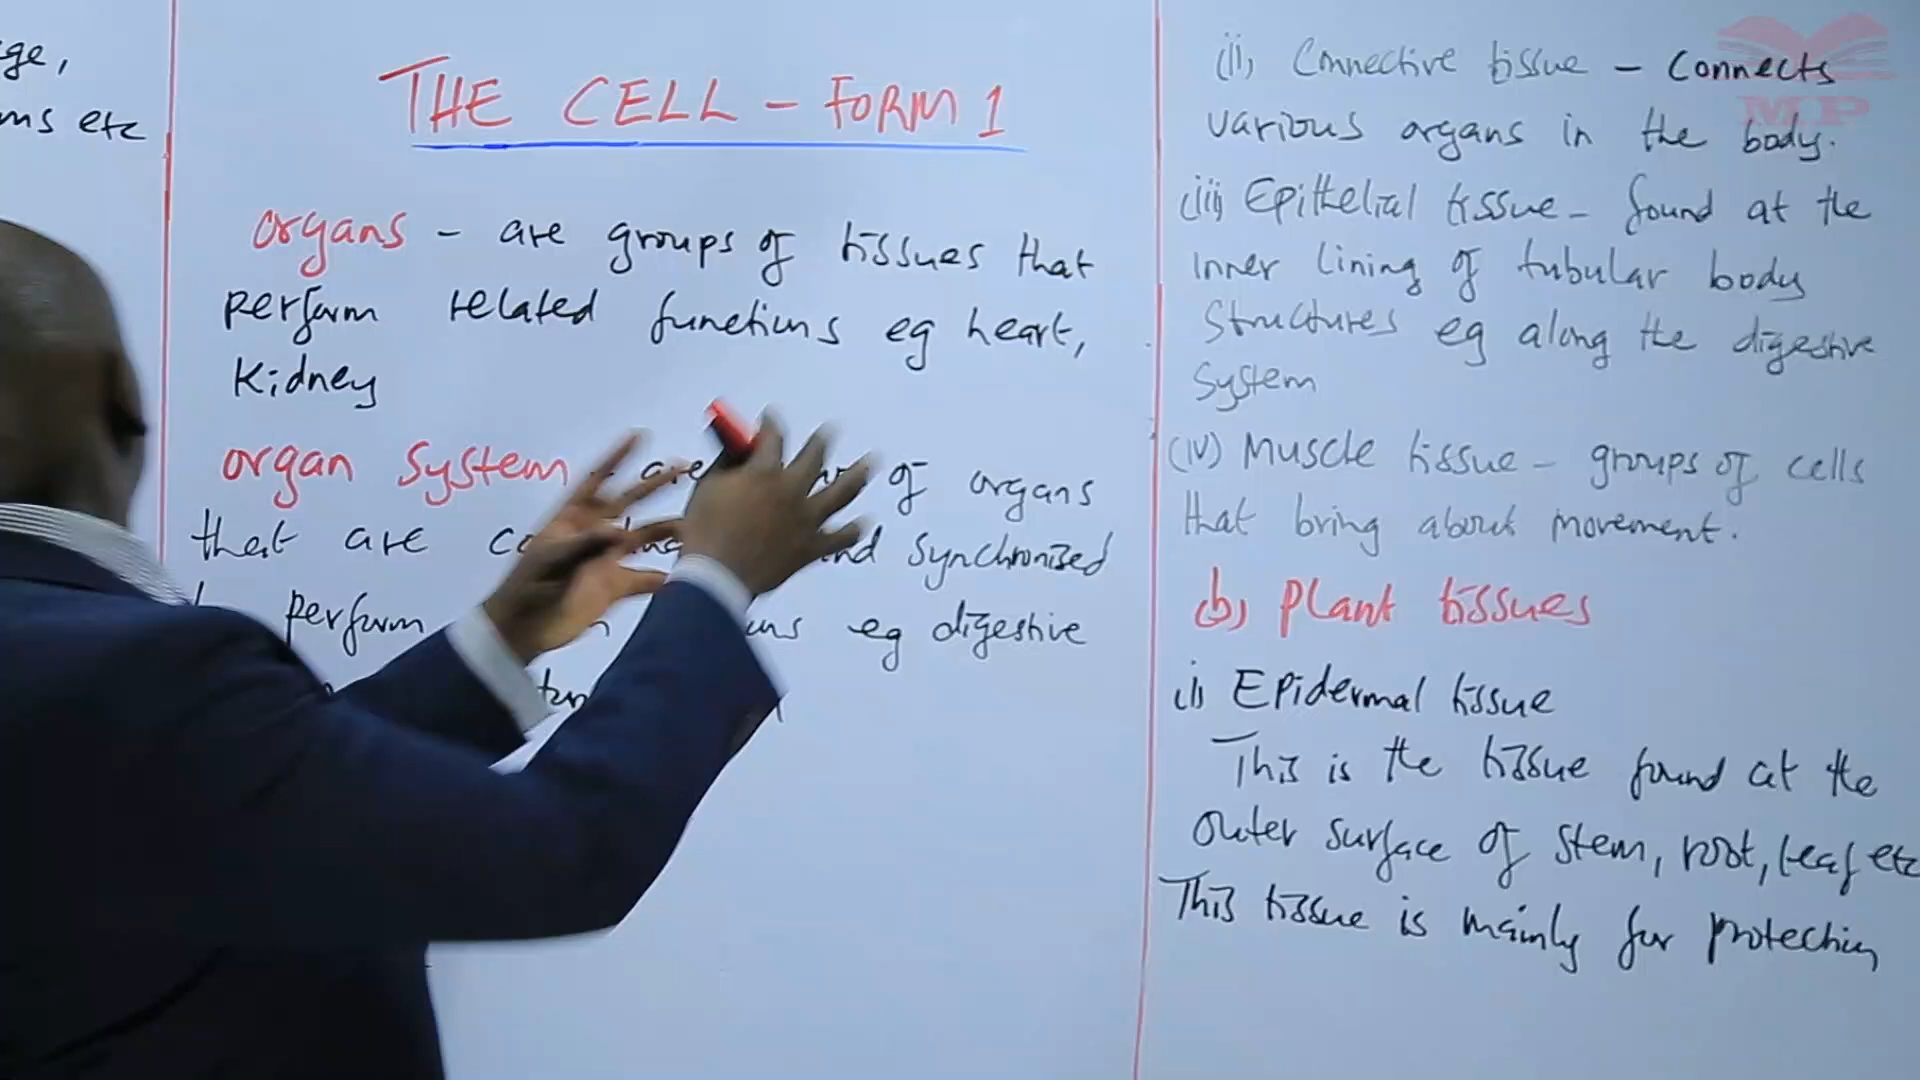 ge,
ms etc
THE CELL - FORM 1
organs - are groups of tissues that
perform related functions eg heart,
Kidney
organ system - are of organs
that are and synchronised
perform eg digestive
(ii) Connective tissue - connects
various organs in the body.
(iii) Epithelial tissue - found at the
inner lining of tubular body
structures eg along the digestive
system
(iv) Muscle tissue - groups of cells
that bring about movement.
(b) Plant tissues
(i) Epidermal tissue
This is the tissue found at the
outer surface of stem, root, leaf etc
This tissue is mainly for protection
MP